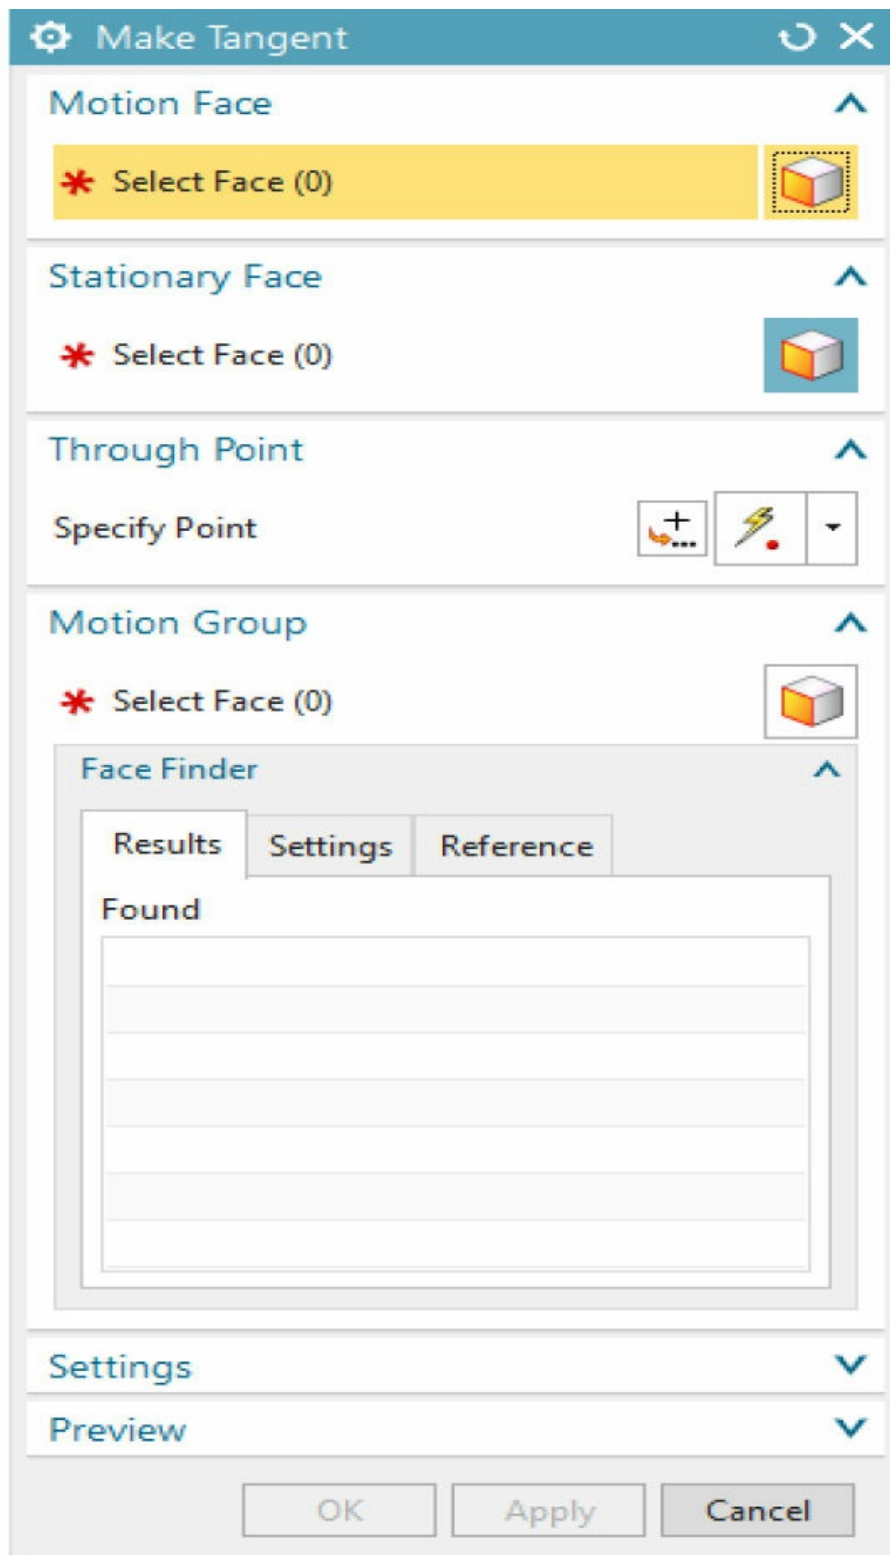 Make Tangent
Motion Face
* Select Face (0)
Stationary Face
* Select Face (0)
Through Point
Specify Point
Motion Group
* Select Face (0)
Face Finder
Results Settings Reference
Found
Settings
Preview
OK Apply Cancel